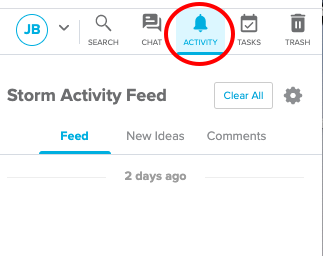 JB
SEARCH CHAT ACTIVITY TASKS TRASH
Storm Activity Feed Clear All
Feed New Ideas Comments
2 days ago